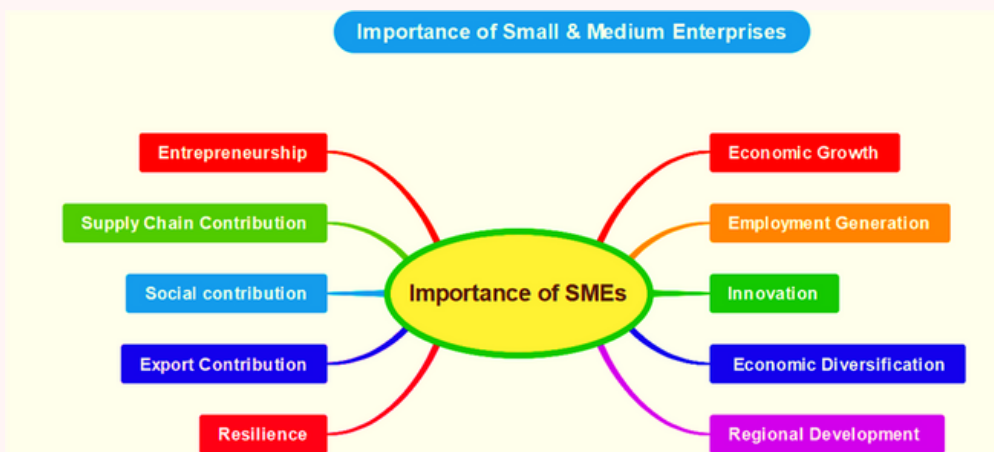 Importance of Small & Medium Enterprises
Entrepreneurship
Economic Growth
Supply Chain Contribution
Employment Generation
Social contribution
Importance of SMEs
Innovation
Export Contribution
Economic Diversification
Resilience
Regional Development